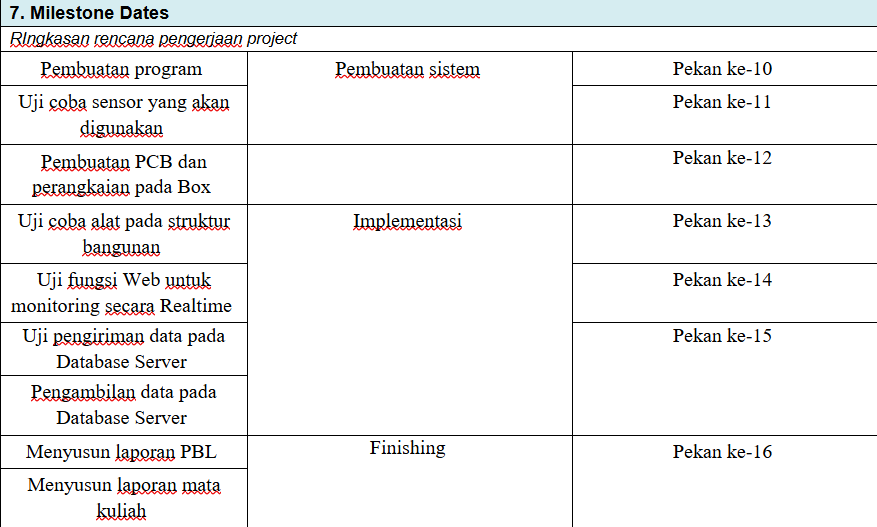 7. Milestone Dates
RIngkasan rencana pengerjaan project
Pembuatan program
Pembuatan sistem
Pekan ke-10
Uji coba sensor yang akan
digunakan
Pekan ke-11
Pembuatan PCB dan
perangkaian pada Box
Pekan ke-12
Uji coba alat pada struktur
bangunan
Implementasi
Pekan ke-13
Uji fungsi Web untuk
monitoring secara Realtime
Pekan ke-14
Uji pengiriman data pada
Database Server
Pekan ke-15
Pengambilan data pada
Database Server
Menyusun laporan PBL
Finishing
Pekan ke-16
Menyusun laporan mata
kuliah